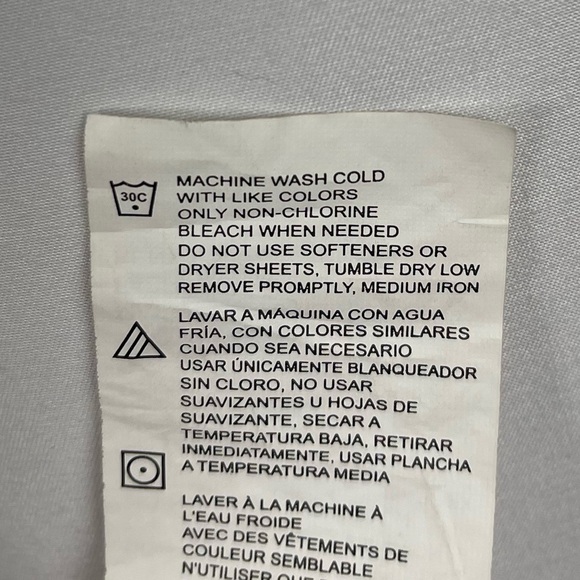 30C
MACHINE WASH COLD
WITH LIKE COLORS
ONLY NON-CHLORINE
BLEACH WHEN NEEDED
DO NOT USE SOFTENERS OR
DRYER SHEETS, TUMBLE DRY LOW
REMOVE PROMPTLY, MEDIUM IRON
LAVAR A MÁQUINA CON AGUA
FRÍA, CON COLORES SIMILARES
CUANDO SEA NECESARIO
USAR ÚNICAMENTE BLANQUEADOR
SIN CLORO, NO USAR
SUAVIZANTES U HOJAS DE
SUAVIZANTE, SECAR A
TEMPERATURA BAJA, RETIRAR
INMEDIATAMENTE, USAR PLANCHA
A TEMPERATURA MEDIA
LAVER À LA MACHINE À
L'EAU FROIDE
AVEC DES VÊTEMENTS DE
COULEUR SEMBLABLE
N'UTILISER QUE